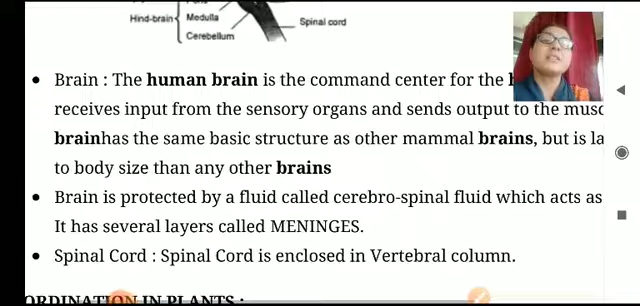 Hind-brain
Medulla
Cerebellum
Spinal cord
Brain : The human brain is the command center for the
receives input from the sensory organs and sends output to the
brainhas the same basic structure as other mammal brains, but is
to body size than any other brains
Brain is protected by a fluid called cerebro-spinal fluid which acts as
It has several layers called MENINGES.
Spinal Cord : Spinal Cord is enclosed in Vertebral column.
IN PLANTS :